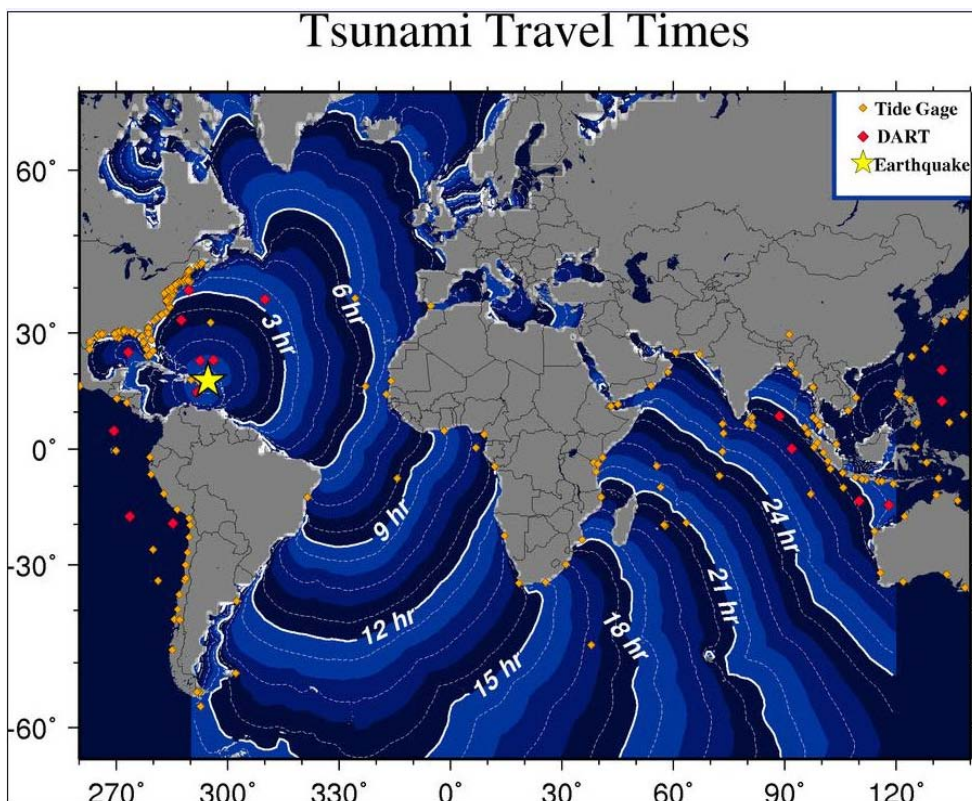 Tsunami Travel Times
Tide Gage
DART
Earthquake
60°
30°
0°
-30°
-60°
3 hr
6 hr
9 hr
12 hr
15 hr
18 hr
21 hr
24 hr
270° 300° 330° 0° 30° 60° 90° 120°